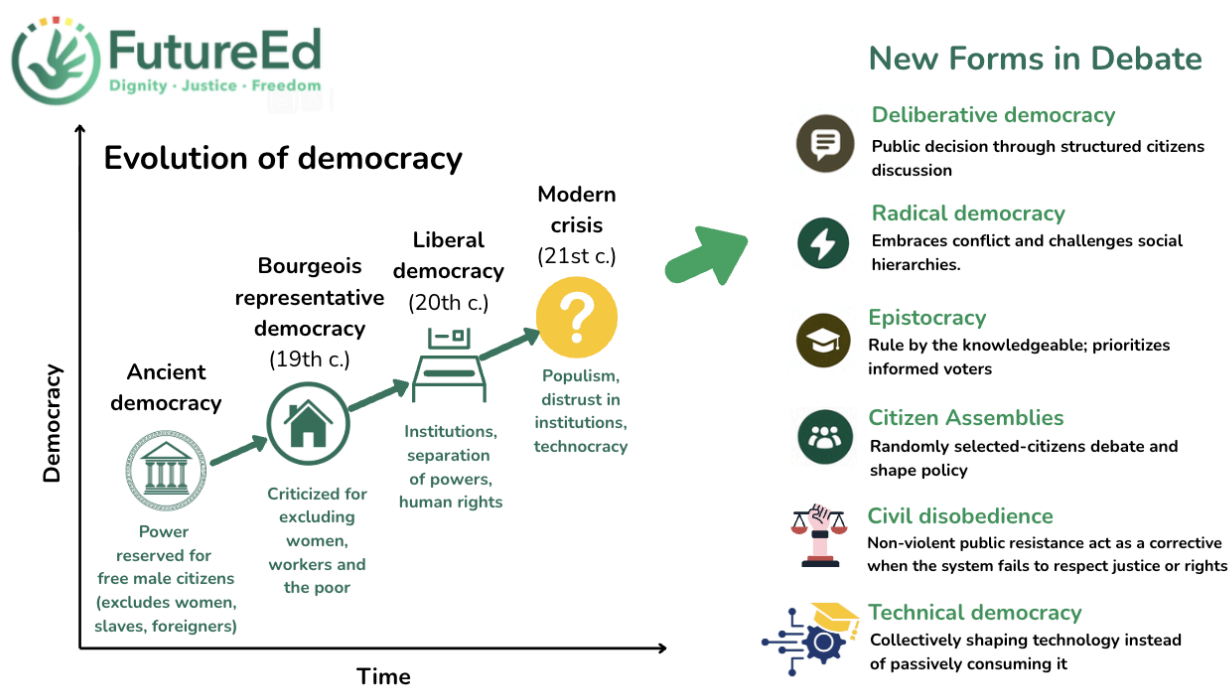 FutureEd
Dignity · Justice · Freedom
Evolution of democracy
Democracy
Time
Ancient
democracy
Power
reserved for
free male citizens
(excludes women,
slaves, foreigners)
Bourgeois
representative
democracy
(19th c.)
Criticized for
excluding
women,
workers and
the poor
Liberal
democracy
(20th c.)
Institutions,
separation
of powers,
human rights
Modern
crisis
(21st c.)
?
Populism,
distrust in
institutions,
technocracy
New Forms in Debate
Deliberative democracy
Public decision through structured citizens
discussion
Radical democracy
Embraces conflict and challenges social
hierarchies.
Epistocracy
Rule by the knowledgeable; prioritizes
informed voters
Citizen Assemblies
Randomly selected-citizens debate and
shape policy
Civil disobedience
Non-violent public resistance act as a corrective
when the system fails to respect justice or rights
Technical democracy
Collectively shaping technology instead
of passively consuming it